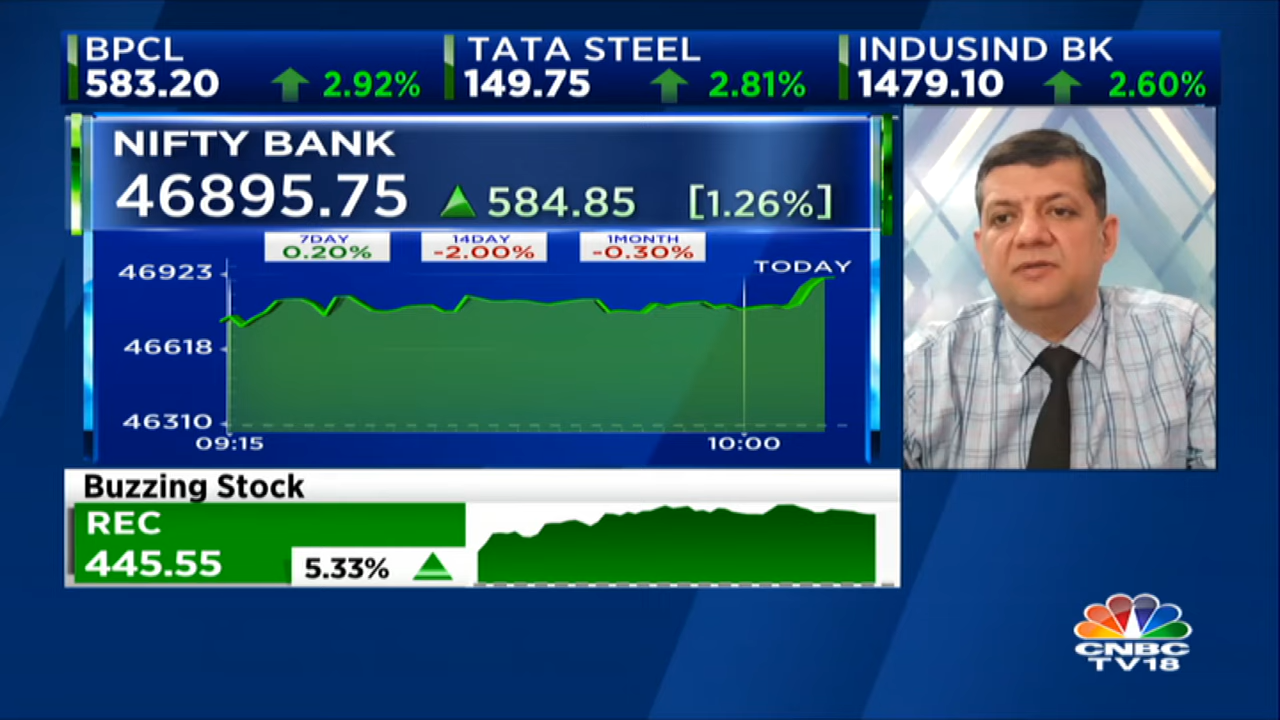 BPCL
583.20 2.92%
TATA STEEL
149.75 2.81%
INDUSIND BK
1479.10 2.60%
NIFTY BANK
46895.75 584.85 [1.26%]
7DAY
0.20%
14DAY
-2.00%
1MONTH
-0.30%
TODAY
46923
46618
46310
09:15 10:00
Buzzing Stock
REC
445.55 5.33%
CNBC
TV18